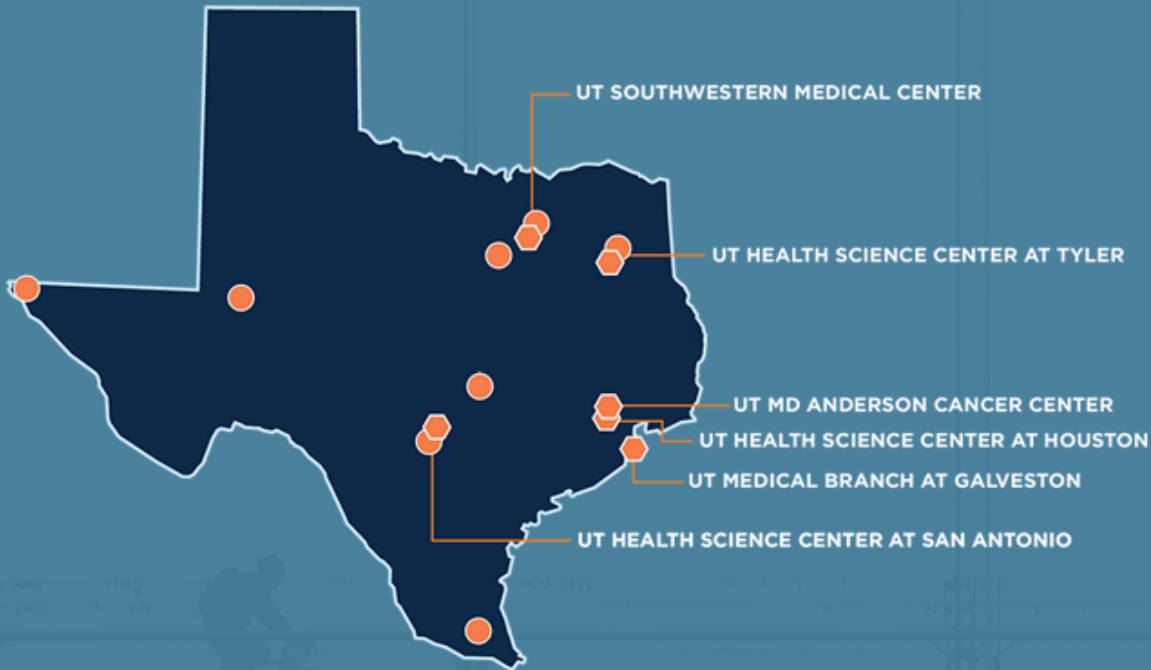 UT SOUTHWESTERN MEDICAL CENTER
UT HEALTH SCIENCE CENTER AT TYLER
UT MD ANDERSON CANCER CENTER
UT HEALTH SCIENCE CENTER AT HOUSTON
UT MEDICAL BRANCH AT GALVESTON
UT HEALTH SCIENCE CENTER AT SAN ANTONIO